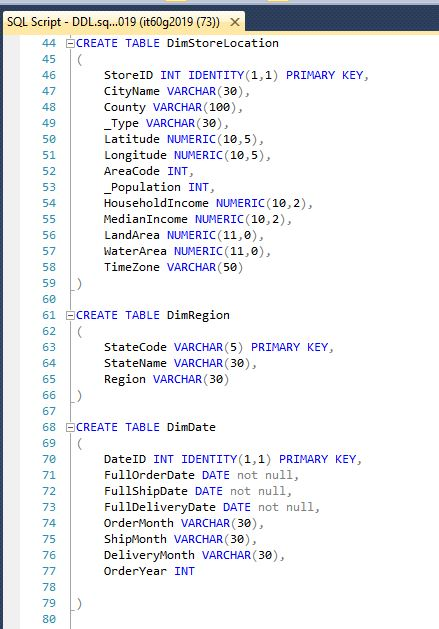 SQL Script - DDL.sq...019 (it60g2019 (73))
44 CREATE TABLE DimStoreLocation
45 (
46 StoreID INT IDENTITY(1,1) PRIMARY KEY,
47 CityName VARCHAR(30),
48 County VARCHAR(100),
49 _Type VARCHAR(30),
50 Latitude NUMERIC(10,5),
51 Longitude NUMERIC(10,5),
52 AreaCode INT,
53 _Population INT,
54 HouseholdIncome NUMERIC(10,2),
55 MedianIncome NUMERIC(10,2),
56 LandArea NUMERIC(11,0),
57 WaterArea NUMERIC(11,0),
58 TimeZone VARCHAR(50)
59 )
60
61 CREATE TABLE DimRegion
62 (
63 StateCode VARCHAR(5) PRIMARY KEY,
64 StateName VARCHAR(30),
65 Region VARCHAR(30)
66 )
67
68 CREATE TABLE DimDate
69 (
70 DateID INT IDENTITY(1,1) PRIMARY KEY,
71 FullOrderDate DATE not null,
72 FullShipDate DATE not null,
73 FullDeliveryDate DATE not null,
74 OrderMonth VARCHAR(30),
75 ShipMonth VARCHAR(30),
76 DeliveryMonth VARCHAR(30),
77 OrderYear INT
78
79 )
80